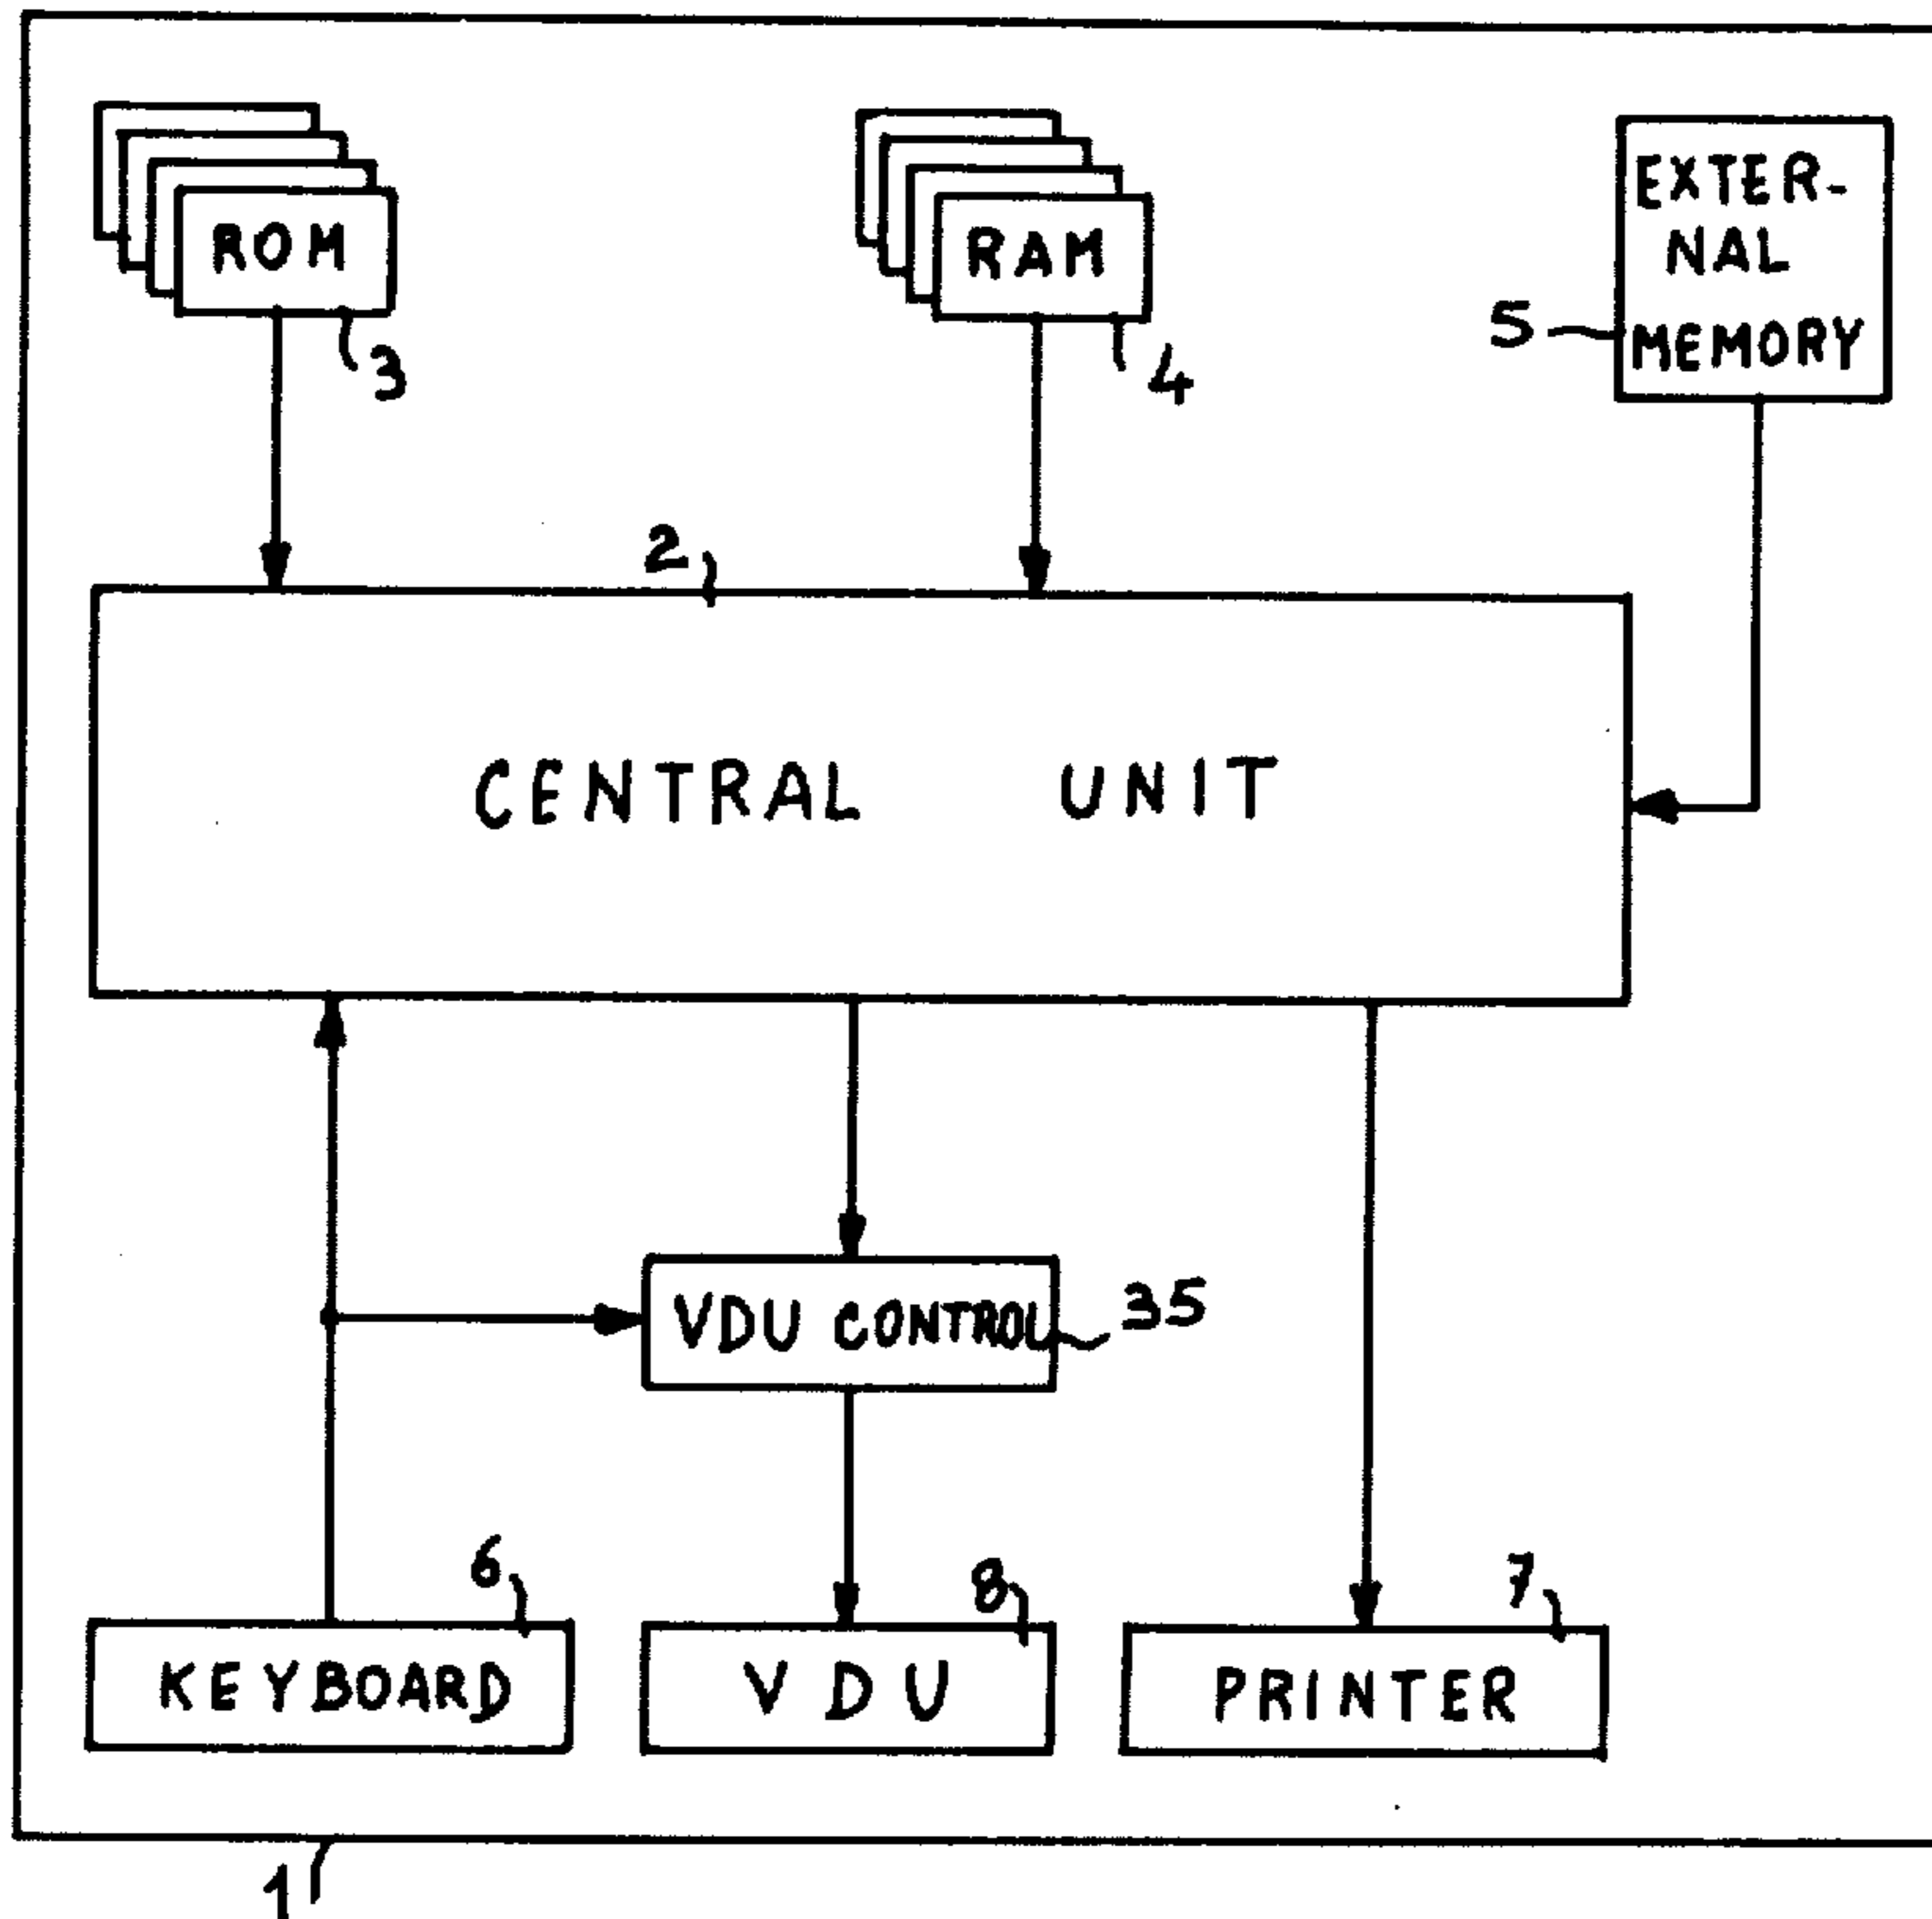 ROM
RAM
EXTER-
NAL
MEMORY
5
3
4
2
CENTRAL UNIT
VDU CONTROL
35
6
8
7
KEYBOARD
VDU
PRINTER
1